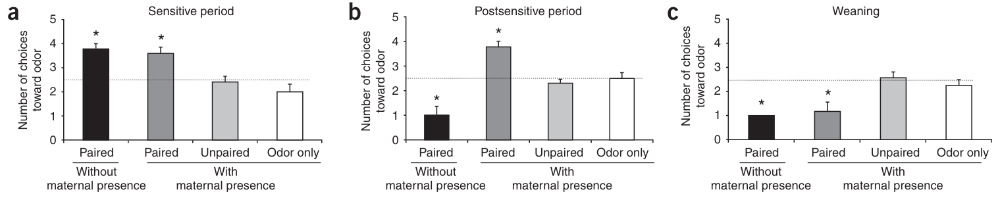 a
Sensitive period
Number of choices
toward odor
5
4
3
2
1
0
*
*
Paired
Paired
Unpaired
Odor only
Without
maternal presence
With
maternal presence
b
Postsensitive period
Number of choices
toward odor
5
4
3
2
1
0
*
*
Paired
Paired
Unpaired
Odor only
Without
maternal presence
With
maternal presence
c
Weaning
Number of choices
toward odor
5
4
3
2
1
0
*
*
Paired
Paired
Unpaired
Odor only
Without
maternal presence
With
maternal presence